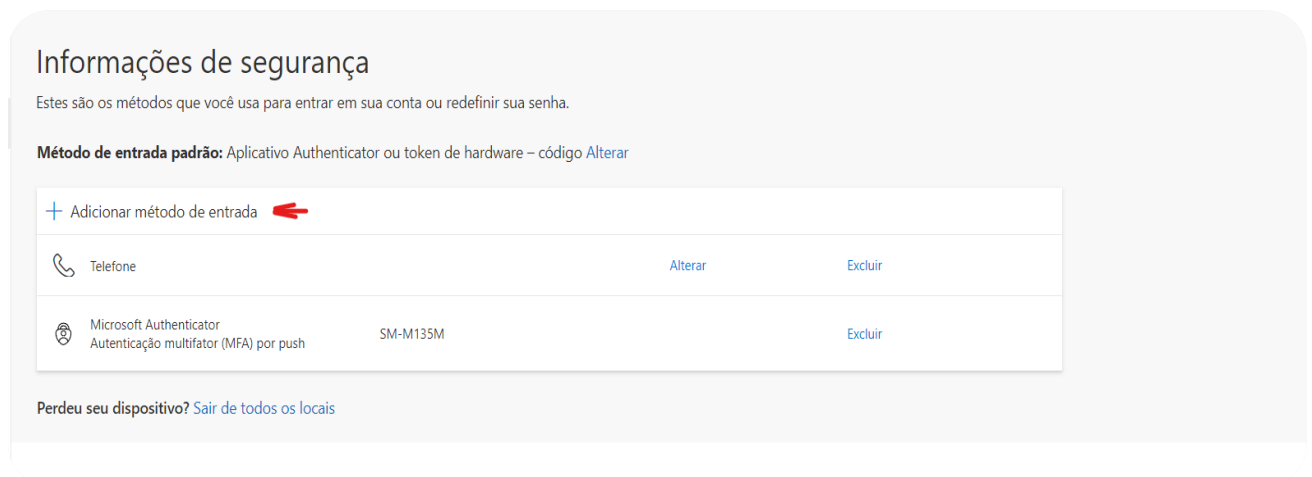 Informações de segurança
Estes são os métodos que você usa para entrar em sua conta ou redefinir sua senha.
Método de entrada padrão: Aplicativo Authenticator ou token de hardware – código Alterar
Adicionar método de entrada
Telefone Alterar Excluir
Microsoft Authenticator
Autenticação multifator (MFA) por push SM-M135M Excluir
Perdeu seu dispositivo? Sair de todos os locais